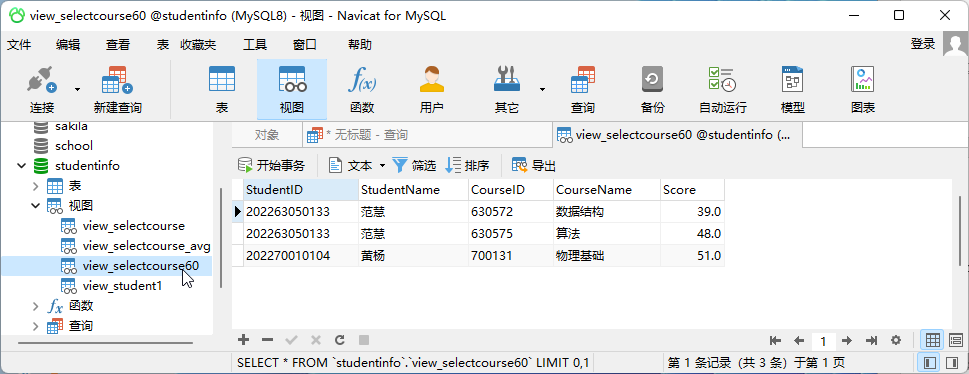 view_selectcourse60 @studentinfo (MySQL8) - 视图 - Navicat for MySQL
文件 编辑 查看 表 收藏夹 工具 窗口 帮助 登录
连接 新建查询 表 视图 函数 用户 其它 查询 备份 自动运行 模型 图表
sakila
school
studentinfo
表
视图
view_selectcourse
view_selectcourse_avg
view_selectcourse60
view_student1
函数
查询
对象 * 无标题 - 查询 view_selectcourse60 @studentinfo (...
开始事务 文本 筛选 排序 导出
StudentID StudentName CourseID CourseName Score
202263050133 范慧 630572 数据结构 39.0
202263050133 范慧 630575 算法 48.0
202270010104 黄杨 700131 物理基础 51.0
1
SELECT * FROM `studentinfo`.`view_selectcourse60` LIMIT 0,1 第 1 条记录 (共 3 条) 于第 1 页